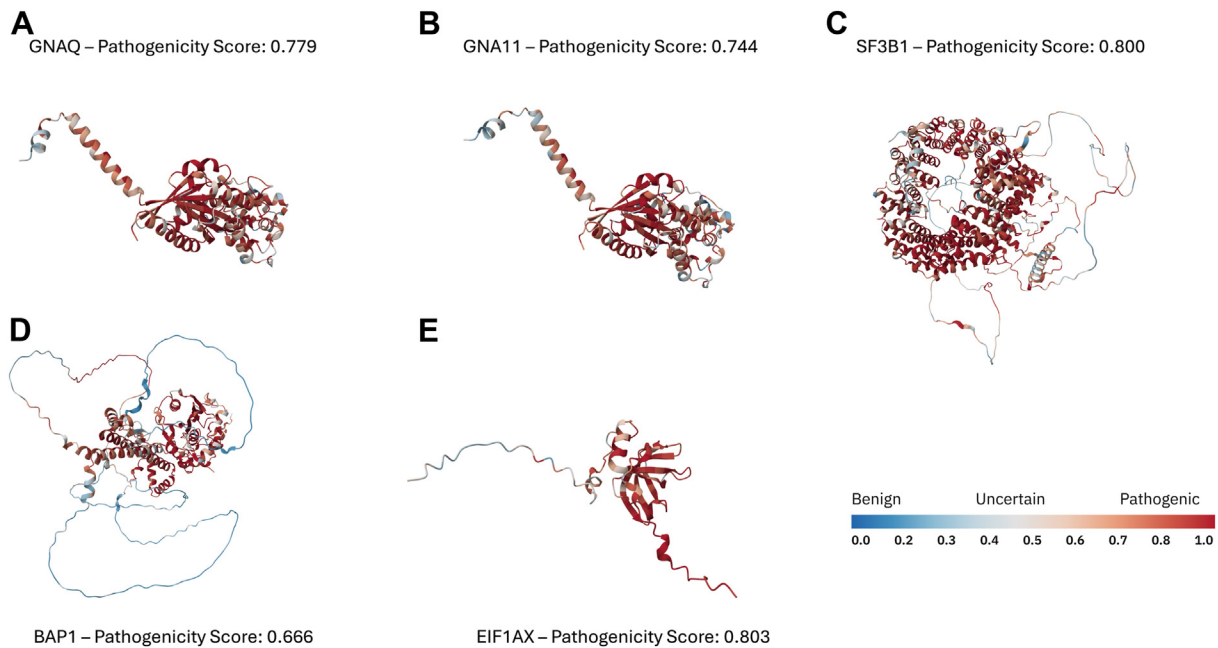 A
GNAQ – Pathogenicity Score: 0.779
B
GNA11 – Pathogenicity Score: 0.744
C
SF3B1 – Pathogenicity Score: 0.800
D
BAP1 – Pathogenicity Score: 0.666
E
EIF1AX – Pathogenicity Score: 0.803
Benign Uncertain Pathogenic
0.0 0.2 0.3 0.4 0.5 0.6 0.7 0.8 1.0